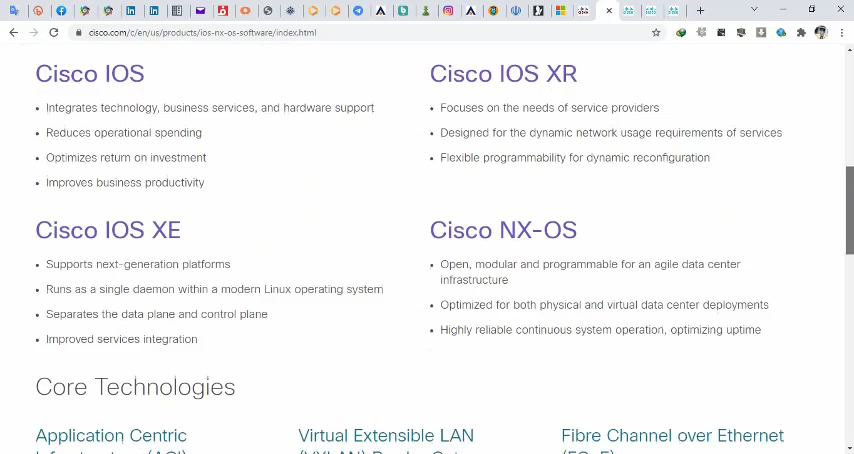 cisco.com/c/en/us/products/ios-nx-os-software/index.html
Cisco IOS
• Integrates technology, business services, and hardware support
• Reduces operational spending
• Optimizes return on investment
• Improves business productivity
Cisco IOS XR
• Focuses on the needs of service providers
• Designed for the dynamic network usage requirements of services
• Flexible programmability for dynamic reconfiguration
Cisco IOS XE
• Supports next-generation platforms
• Runs as a single daemon within a modern Linux operating system
• Separates the data plane and control plane
• Improved services integration
Cisco NX-OS
• Open, modular and programmable for an agile data center
infrastructure
• Optimized for both physical and virtual data center deployments
• Highly reliable continuous system operation, optimizing uptime
Core Technologies
Application Centric
Infrastructure (ACI)
Virtual Extensible LAN
Fibre Channel over Ethernet